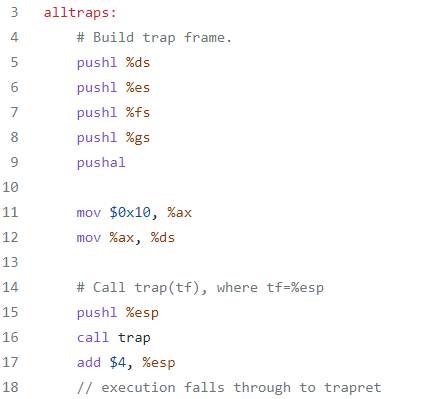 3 alltraps:
4 # Build trap frame.
5 pushl %ds
6 pushl %es
7 pushl %fs
8 pushl %gs
9 pushal
10
11 mov $0x10, %ax
12 mov %ax, %ds
13
14 # Call trap(tf), where tf=%esp
15 pushl %esp
16 call trap
17 add $4, %esp
18 // execution falls through to trapret